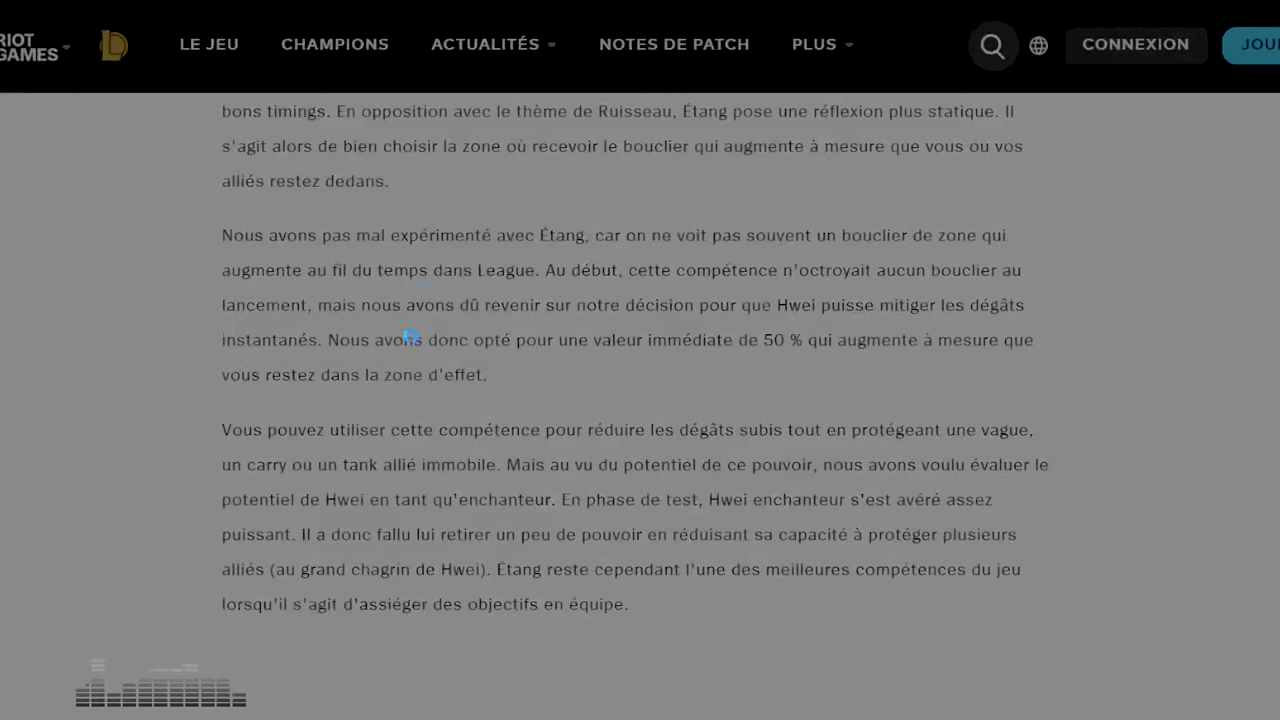 RIOT
GAMES
LE JEU
CHAMPIONS
ACTUALITÉS
NOTES DE PATCH
PLUS
CONNEXION
JOU
bons timings. En opposition avec le thème de Ruisseau, Étang pose une réflexion plus statique. Il
s'agit alors de bien choisir la zone où recevoir le bouclier qui augmente à mesure que vous ou vos
alliés restez dedans.
Nous avons pas mal expérimenté avec Étang, car on ne voit pas souvent un bouclier de zone qui
augmente au fil du temps dans League. Au début, cette compétence n'octroyait aucun bouclier au
lancement, mais nous avons dû revenir sur notre décision pour que Hwei puisse mitiger les dégâts
instantanés. Nous avons donc opté pour une valeur immédiate de 50 % qui augmente à mesure que
vous restez dans la zone d'effet.
Vous pouvez utiliser cette compétence pour réduire les dégâts subis tout en protégeant une vague,
un carry ou un tank allié immobile. Mais au vu du potentiel de ce pouvoir, nous avons voulu évaluer le
potentiel de Hwei en tant qu'enchanteur. En phase de test, Hwei enchanteur s'est avéré assez
puissant. Il a donc fallu lui retirer un peu de pouvoir en réduisant sa capacité à protéger plusieurs
alliés (au grand chagrin de Hwei). Étang reste cependant l'une des meilleures compétences du jeu
lorsqu'il s'agit d'assiéger des objectifs en équipe.